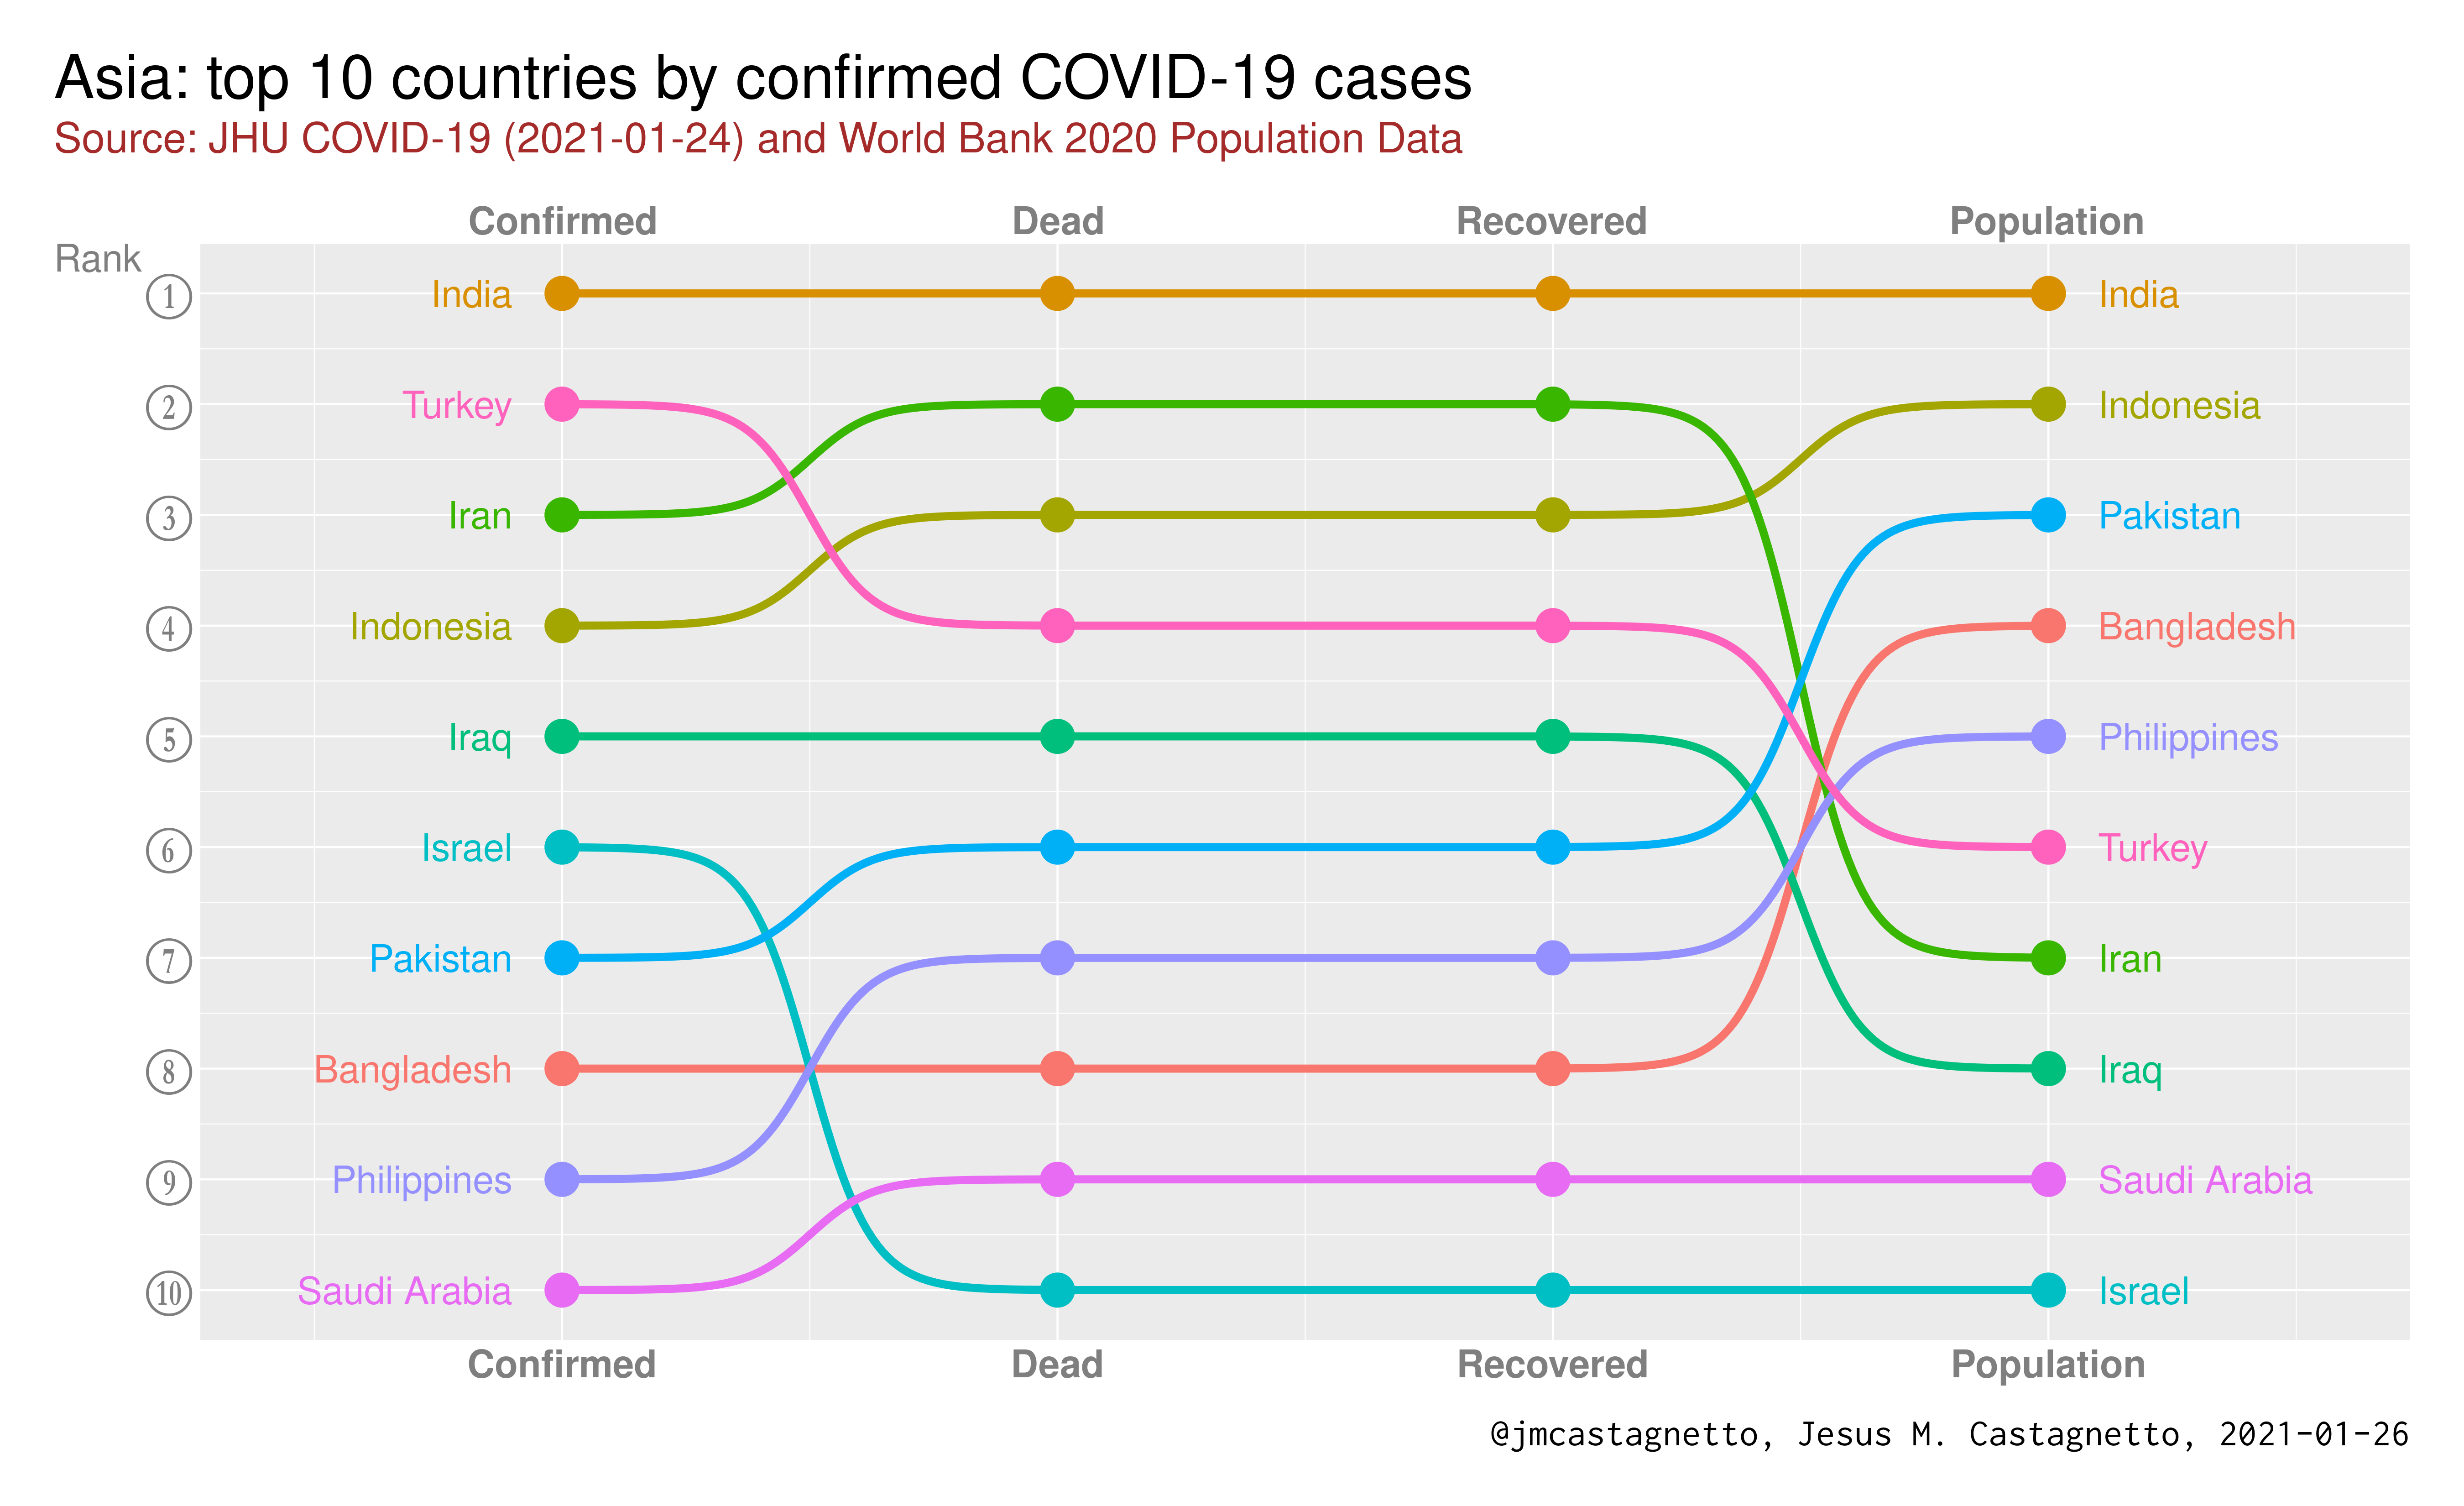 Asia: top 10 countries by confirmed COVID-19 cases
Source: JHU COVID-19 (2021-01-24) and World Bank 2020 Population Data
Confirmed Dead Recovered Population
Rank
1 India India
2 Turkey Indonesia
3 Iran Pakistan
4 Indonesia Bangladesh
5 Iraq Philippines
6 Israel Turkey
7 Pakistan Iran
8 Bangladesh Iraq
9 Philippines Saudi Arabia
10 Saudi Arabia Israel
Confirmed Dead Recovered Population
@jmcastagnetto, Jesus M. Castagnetto, 2021-01-26